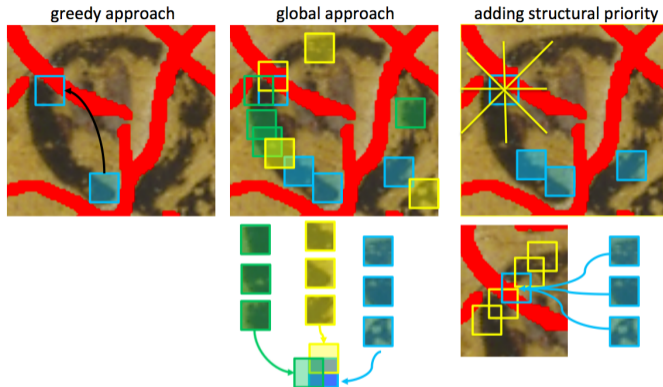 greedy approach
global approach
adding structural priority